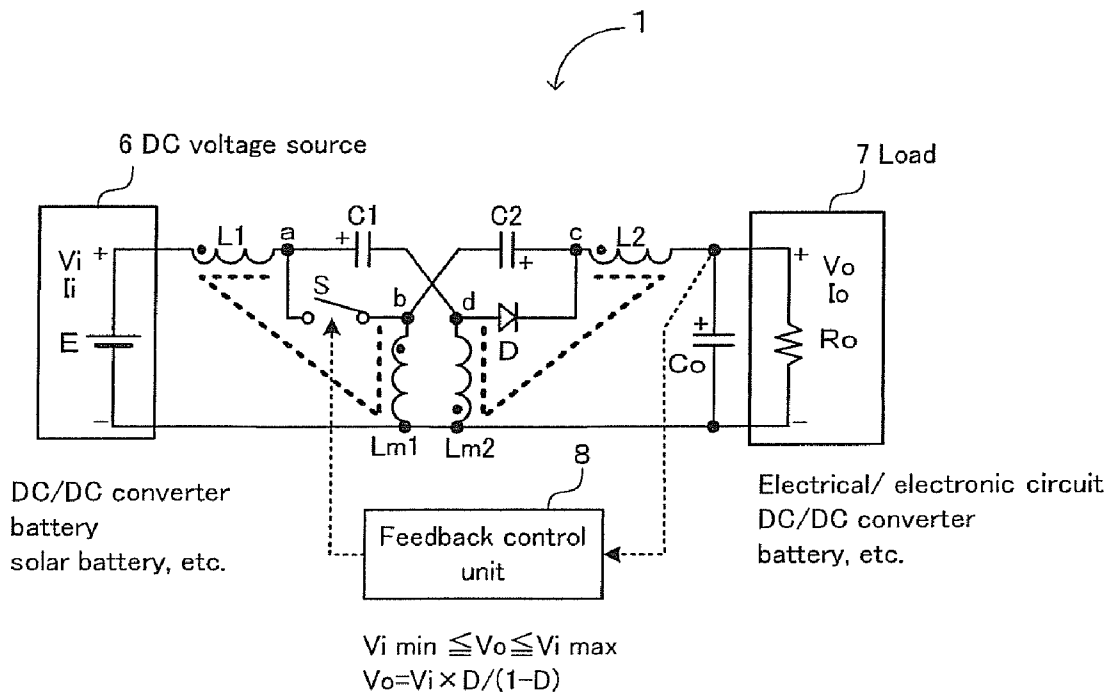 1
6 DC voltage source
7 Load
Vi
Ii
+
E
−
L1
a
C1
+
S
b
d
C2
+
c
L2
D
Lm1
Lm2
+
Co
+
Vo
Io
Ro
−
DC/DC converter
battery
solar battery, etc.
8
Feedback control
unit
Electrical/ electronic circuit
DC/DC converter
battery, etc.
Vi min ≦Vo≦Vi max
Vo=Vi×D/(1-D)